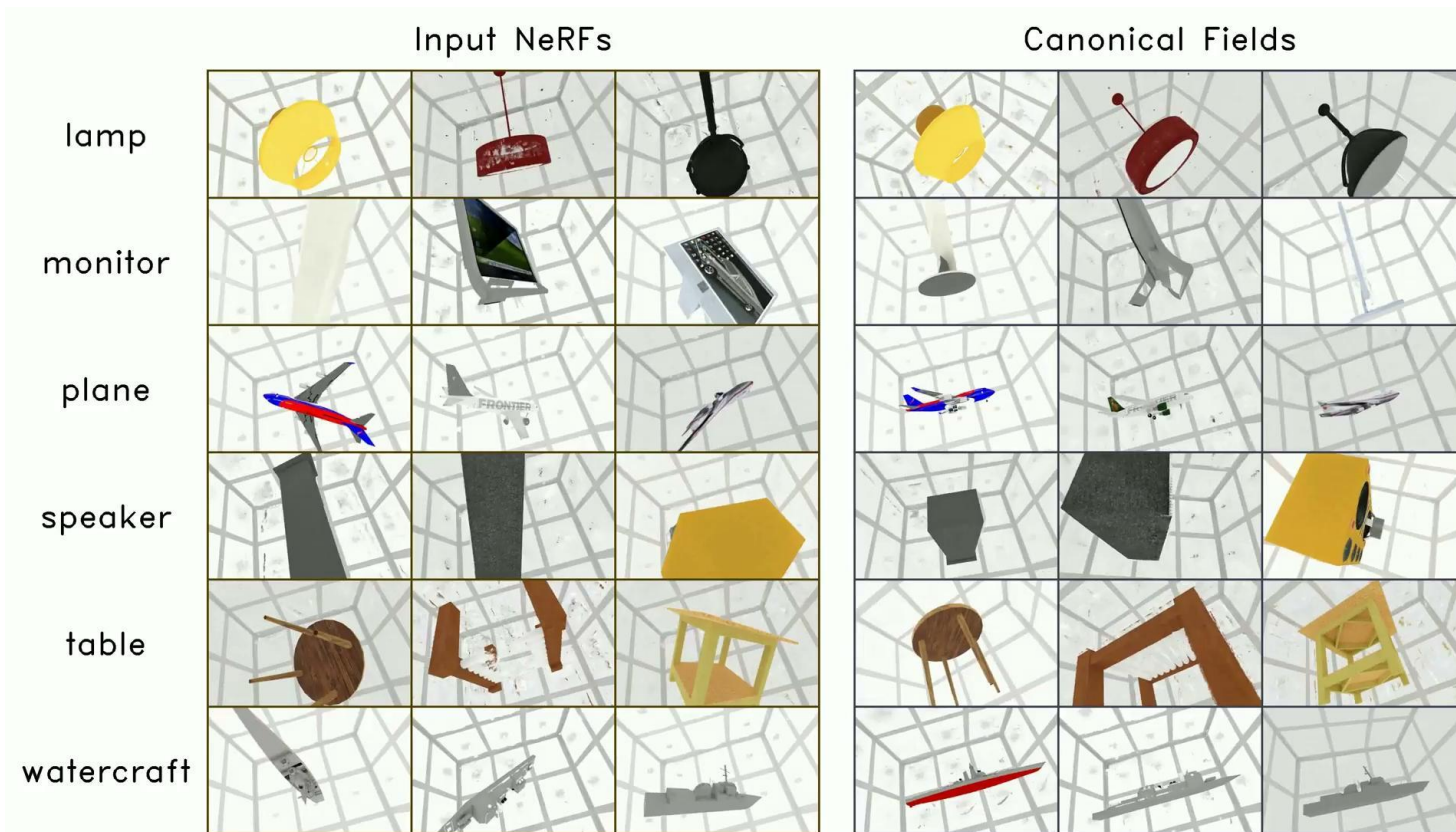 Input NeRFs
Canonical Fields
lamp
monitor
plane
FRONTIER
speaker
table
watercraft